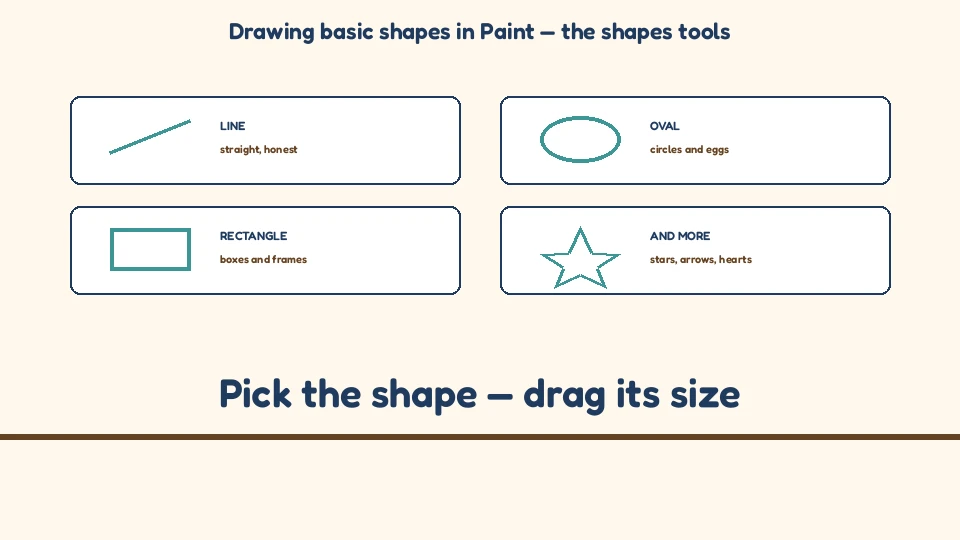 Drawing basic shapes in Paint — the shapes tools
LINE
straight, honest
OVAL
circles and eggs
RECTANGLE
boxes and frames
AND MORE
stars, arrows, hearts
Pick the shape — drag its size